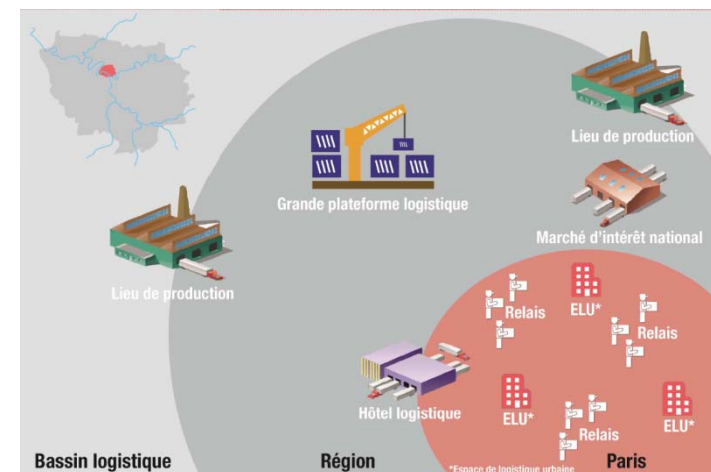 Lieu de production
Grande plateforme logistique
Marché d'intérêt national
Lieu de production
ELU*
Relais
Relais
Hôtel logistique
ELU*
ELU*
Relais
*Espace de logistique urbaine
Bassin logistique
Région
Paris